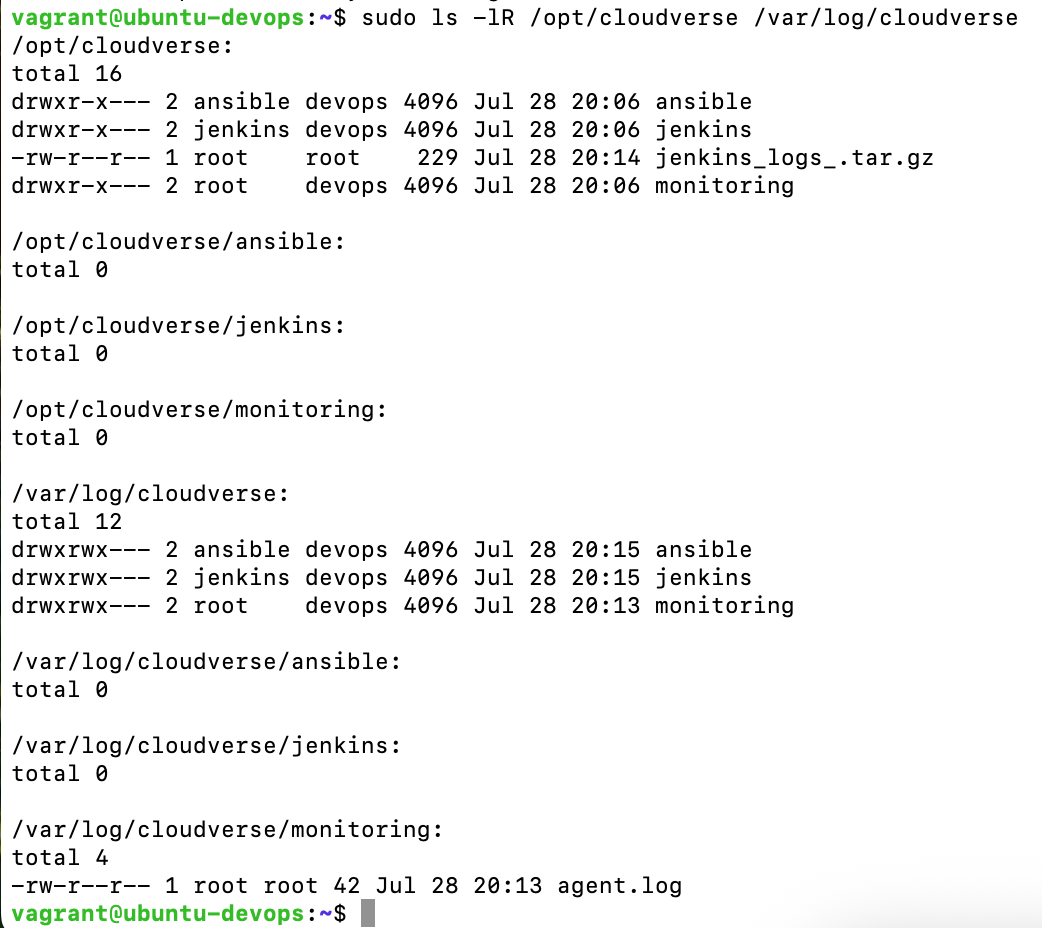 vagrant@ubuntu-devops:~$ sudo ls -lR /opt/cloudverse /var/log/cloudverse
/opt/cloudverse:
total 16
drwxr-x--- 2 ansible devops 4096 Jul 28 20:06 ansible
drwxr-x--- 2 jenkins devops 4096 Jul 28 20:06 jenkins
-rw-r--r-- 1 root    root    229 Jul 28 20:14 jenkins_logs_.tar.gz
drwxr-x--- 2 root    devops 4096 Jul 28 20:06 monitoring

/opt/cloudverse/ansible:
total 0

/opt/cloudverse/jenkins:
total 0

/opt/cloudverse/monitoring:
total 0

/var/log/cloudverse:
total 12
drwxrwx--- 2 ansible devops 4096 Jul 28 20:15 ansible
drwxrwx--- 2 jenkins devops 4096 Jul 28 20:15 jenkins
drwxrwx--- 2 root    devops 4096 Jul 28 20:13 monitoring

/var/log/cloudverse/ansible:
total 0

/var/log/cloudverse/jenkins:
total 0

/var/log/cloudverse/monitoring:
total 4
-rw-r--r-- 1 root root 42 Jul 28 20:13 agent.log
vagrant@ubuntu-devops:~$